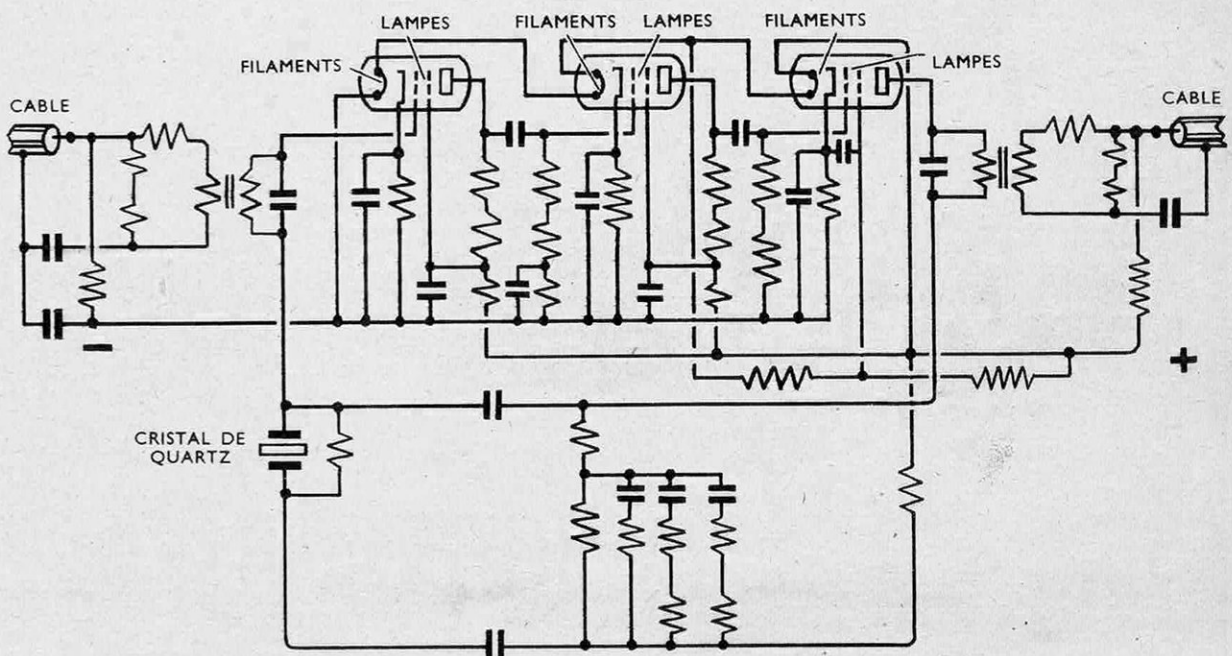 LAMPES
FILAMENTS
LAMPES
FILAMENTS
FILAMENTS
LAMPES
CABLE
CABLE
−
+
CRISTAL DE
QUARTZ